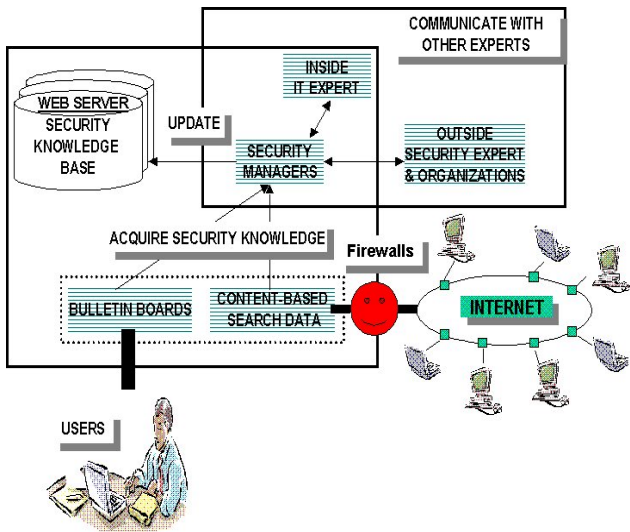 COMMUNICATE WITH
OTHER EXPERTS
INSIDE
IT EXPERT
WEB SERVER
SECURITY
KNOWLEDGE
BASE
UPDATE
SECURITY
MANAGERS
OUTSIDE
SECURITY EXPERT
& ORGANIZATIONS
ACQUIRE SECURITY KNOWLEDGE
Firewalls
BULLETIN BOARDS
CONTENT-BASED
SEARCH DATA
INTERNET
USERS